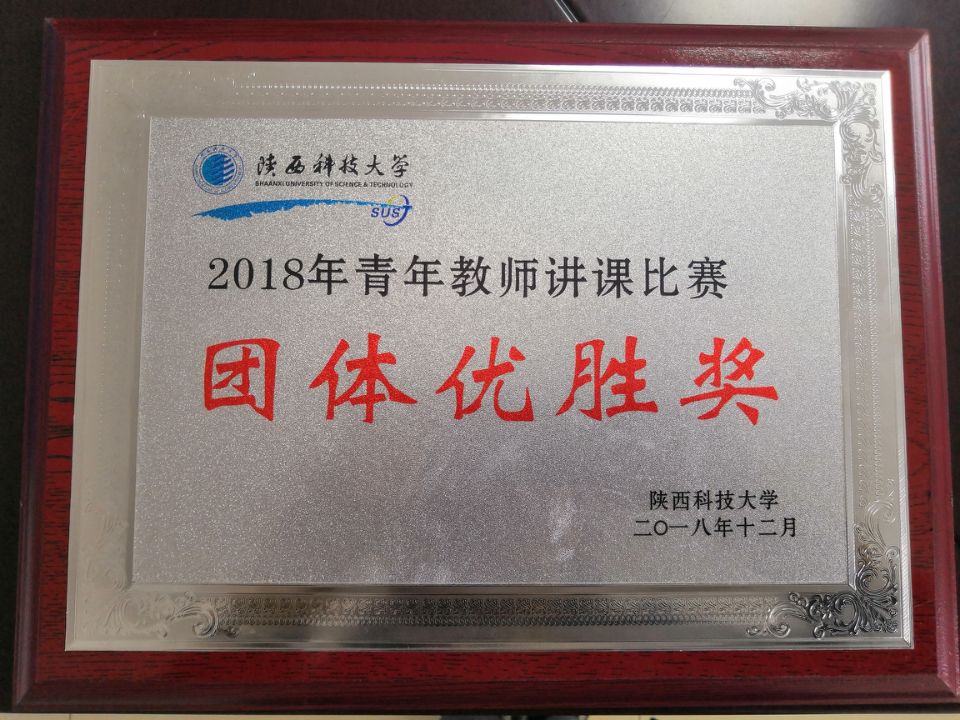 陕西科技大学
SHAANXI UNIVERSITY OF SCIENCE & TECHNOLOGY
SUST
2018年青年教师讲课比赛
团体优胜奖
陕西科技大学
二〇一八年十二月